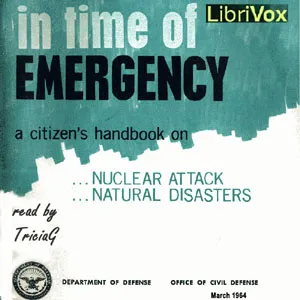 LibriVox
in time of
EMERGENCY
a citizen's handbook on
...NUCLEAR ATTACK
...NATURAL DISASTERS
read by
TriciaG
DEPARTMENT OF DEFENSE OFFICE OF CIVIL DEFENSE
March 1964